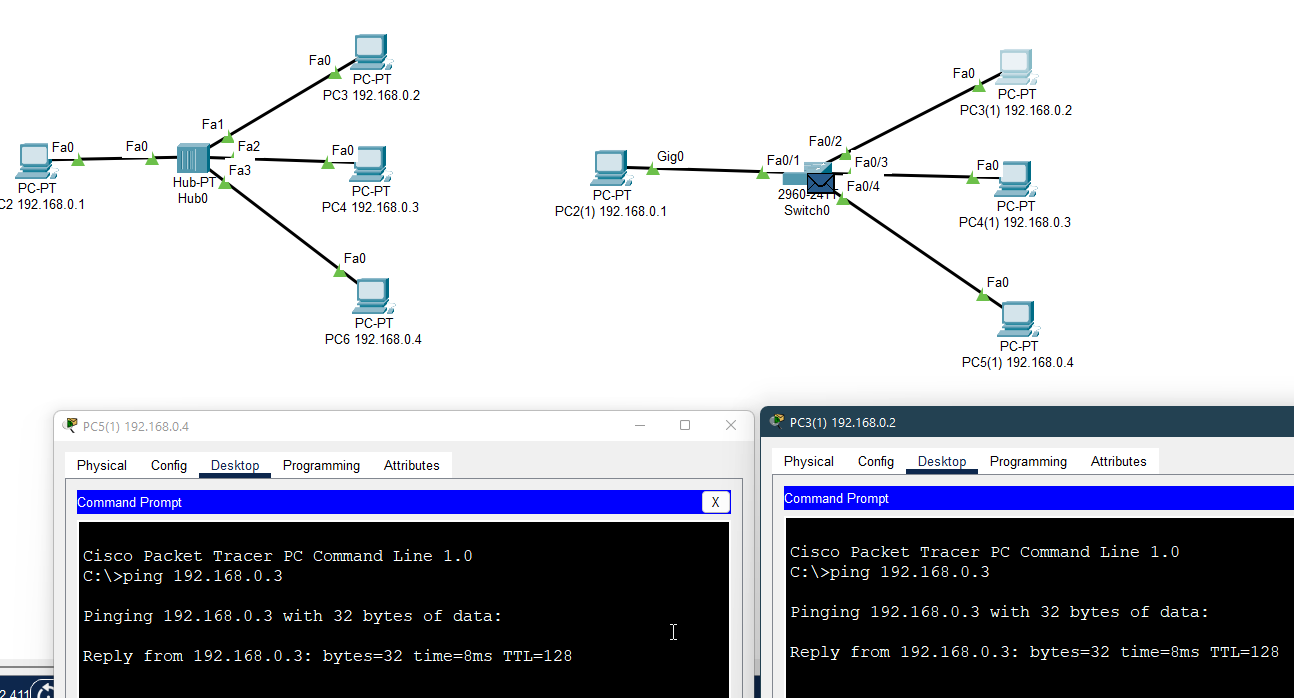 Fa0
PC-PT
PC3 192.168.0.2
Fa1
Fa0
Fa0
Fa2
Fa0
Fa3
PC-PT
C2 192.168.0.1
Hub-PT
Hub0
PC-PT
PC4 192.168.0.3
Fa0
PC-PT
PC6 192.168.0.4
Fa0
PC-PT
PC3(1) 192.168.0.2
Fa0/2
Gig0
Fa0/1
Fa0/3
Fa0
Fa0/4
PC-PT
PC2(1) 192.168.0.1
Switch0
PC-PT
PC4(1) 192.168.0.3
Fa0
PC-PT
PC5(1) 192.168.0.4
PC5(1) 192.168.0.4
Physical Config Desktop Programming Attributes
Command Prompt X
Cisco Packet Tracer PC Command Line 1.0
C:\>ping 192.168.0.3
Pinging 192.168.0.3 with 32 bytes of data:
Reply from 192.168.0.3: bytes=32 time=8ms TTL=128
PC3(1) 192.168.0.2
Physical Config Desktop Programming Attributes
Command Prompt
Cisco Packet Tracer PC Command Line 1.0
C:\>ping 192.168.0.3
Pinging 192.168.0.3 with 32 bytes of data:
Reply from 192.168.0.3: bytes=32 time=8ms TTL=128